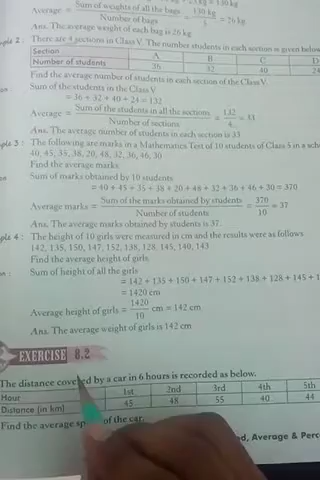 Average = Sum of weights of all the bags / Number of bags = 130 kg / 5 = 26 kg
Ans. The average weight of each bag is 26 kg
ple 2 : There are 4 sections in Class V. The number students in each section is given below
Section A B C D
Number of students 36 32 40 24
Find the average number of students in each section of the Class V.
Sum of the students in the Class V
= 36 + 32 + 40 + 24 = 132
Average = Sum of the students in all the sections / Number of sections = 132 / 4 = 33
Ans. The average number of students in each section is 33
ple 3 : The following are marks in a Mathematics Test of 10 students of Class 5 in a sch
40, 45, 35, 38, 20, 48, 32, 36, 46, 30
Find the average marks.
Sum of marks obtained by 10 students
= 40 + 45 + 35 + 38 + 20 + 48 + 32 + 36 + 46 + 30 = 370
Average marks = Sum of the marks obtained by students / Number of students = 370 / 10 = 37
Ans. The average marks obtained by students is 37.
ple 4 : The height of 10 girls were measured in cm and the results were as follows
142, 135, 150, 147, 152, 138, 128, 145, 140, 143
Find the average height of girls.
Sum of height of all the girls
= 142 + 135 + 150 + 147 + 152 + 138 + 128 + 145 + 1
= 1420 cm
Average height of girls = 1420 / 10 cm = 142 cm
Ans. The average weight of girls is 142 cm
EXERCISE 8.2
The distance covered by a car in 6 hours is recorded as below.
Hour 1st 2nd 3rd 4th 5th
Distance (in km) 45 48 55 40 44
Find the average of the car.
d, Average & Perc